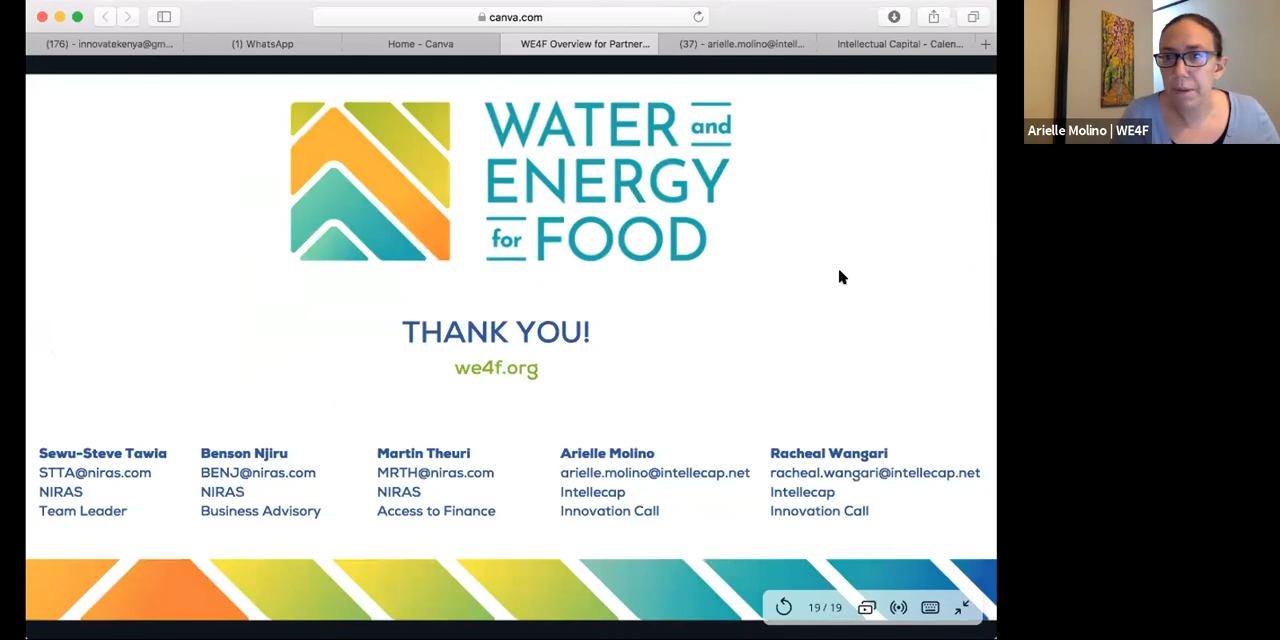 canva.com
(176) - innovatekenya@gm...
(1) WhatsApp
Home - Canva
WE4F Overview for Partner...
(37) - arielle.molino@intell...
Intellectual Capital - Calen...
Arielle Molino | WE4F
WATER and
ENERGY
for FOOD
THANK YOU!
we4f.org
Sewu-Steve Tawia
STTA@niras.com
NIRAS
Team Leader
Benson Njiru
BENJ@niras.com
NIRAS
Business Advisory
Martin Theuri
MRTH@niras.com
NIRAS
Access to Finance
Arielle Molino
arielle.molino@intellecap.net
Intellecap
Innovation Call
Racheal Wangari
racheal.wangari@intellecap.net
Intellecap
Innovation Call
19 / 19